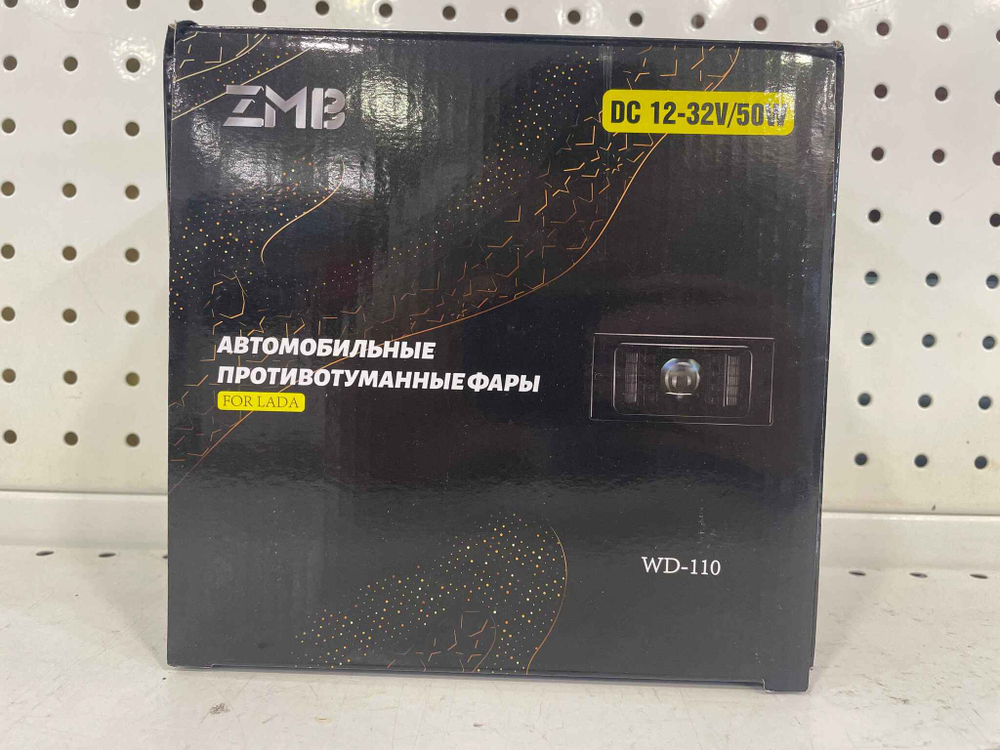 ZMB
DC 12-32V/50W
АВТОМОБИЛЬНЫЕ
ПРОТИВОТУМАННЫЕ ФАРЫ
FOR LADA
WD-110